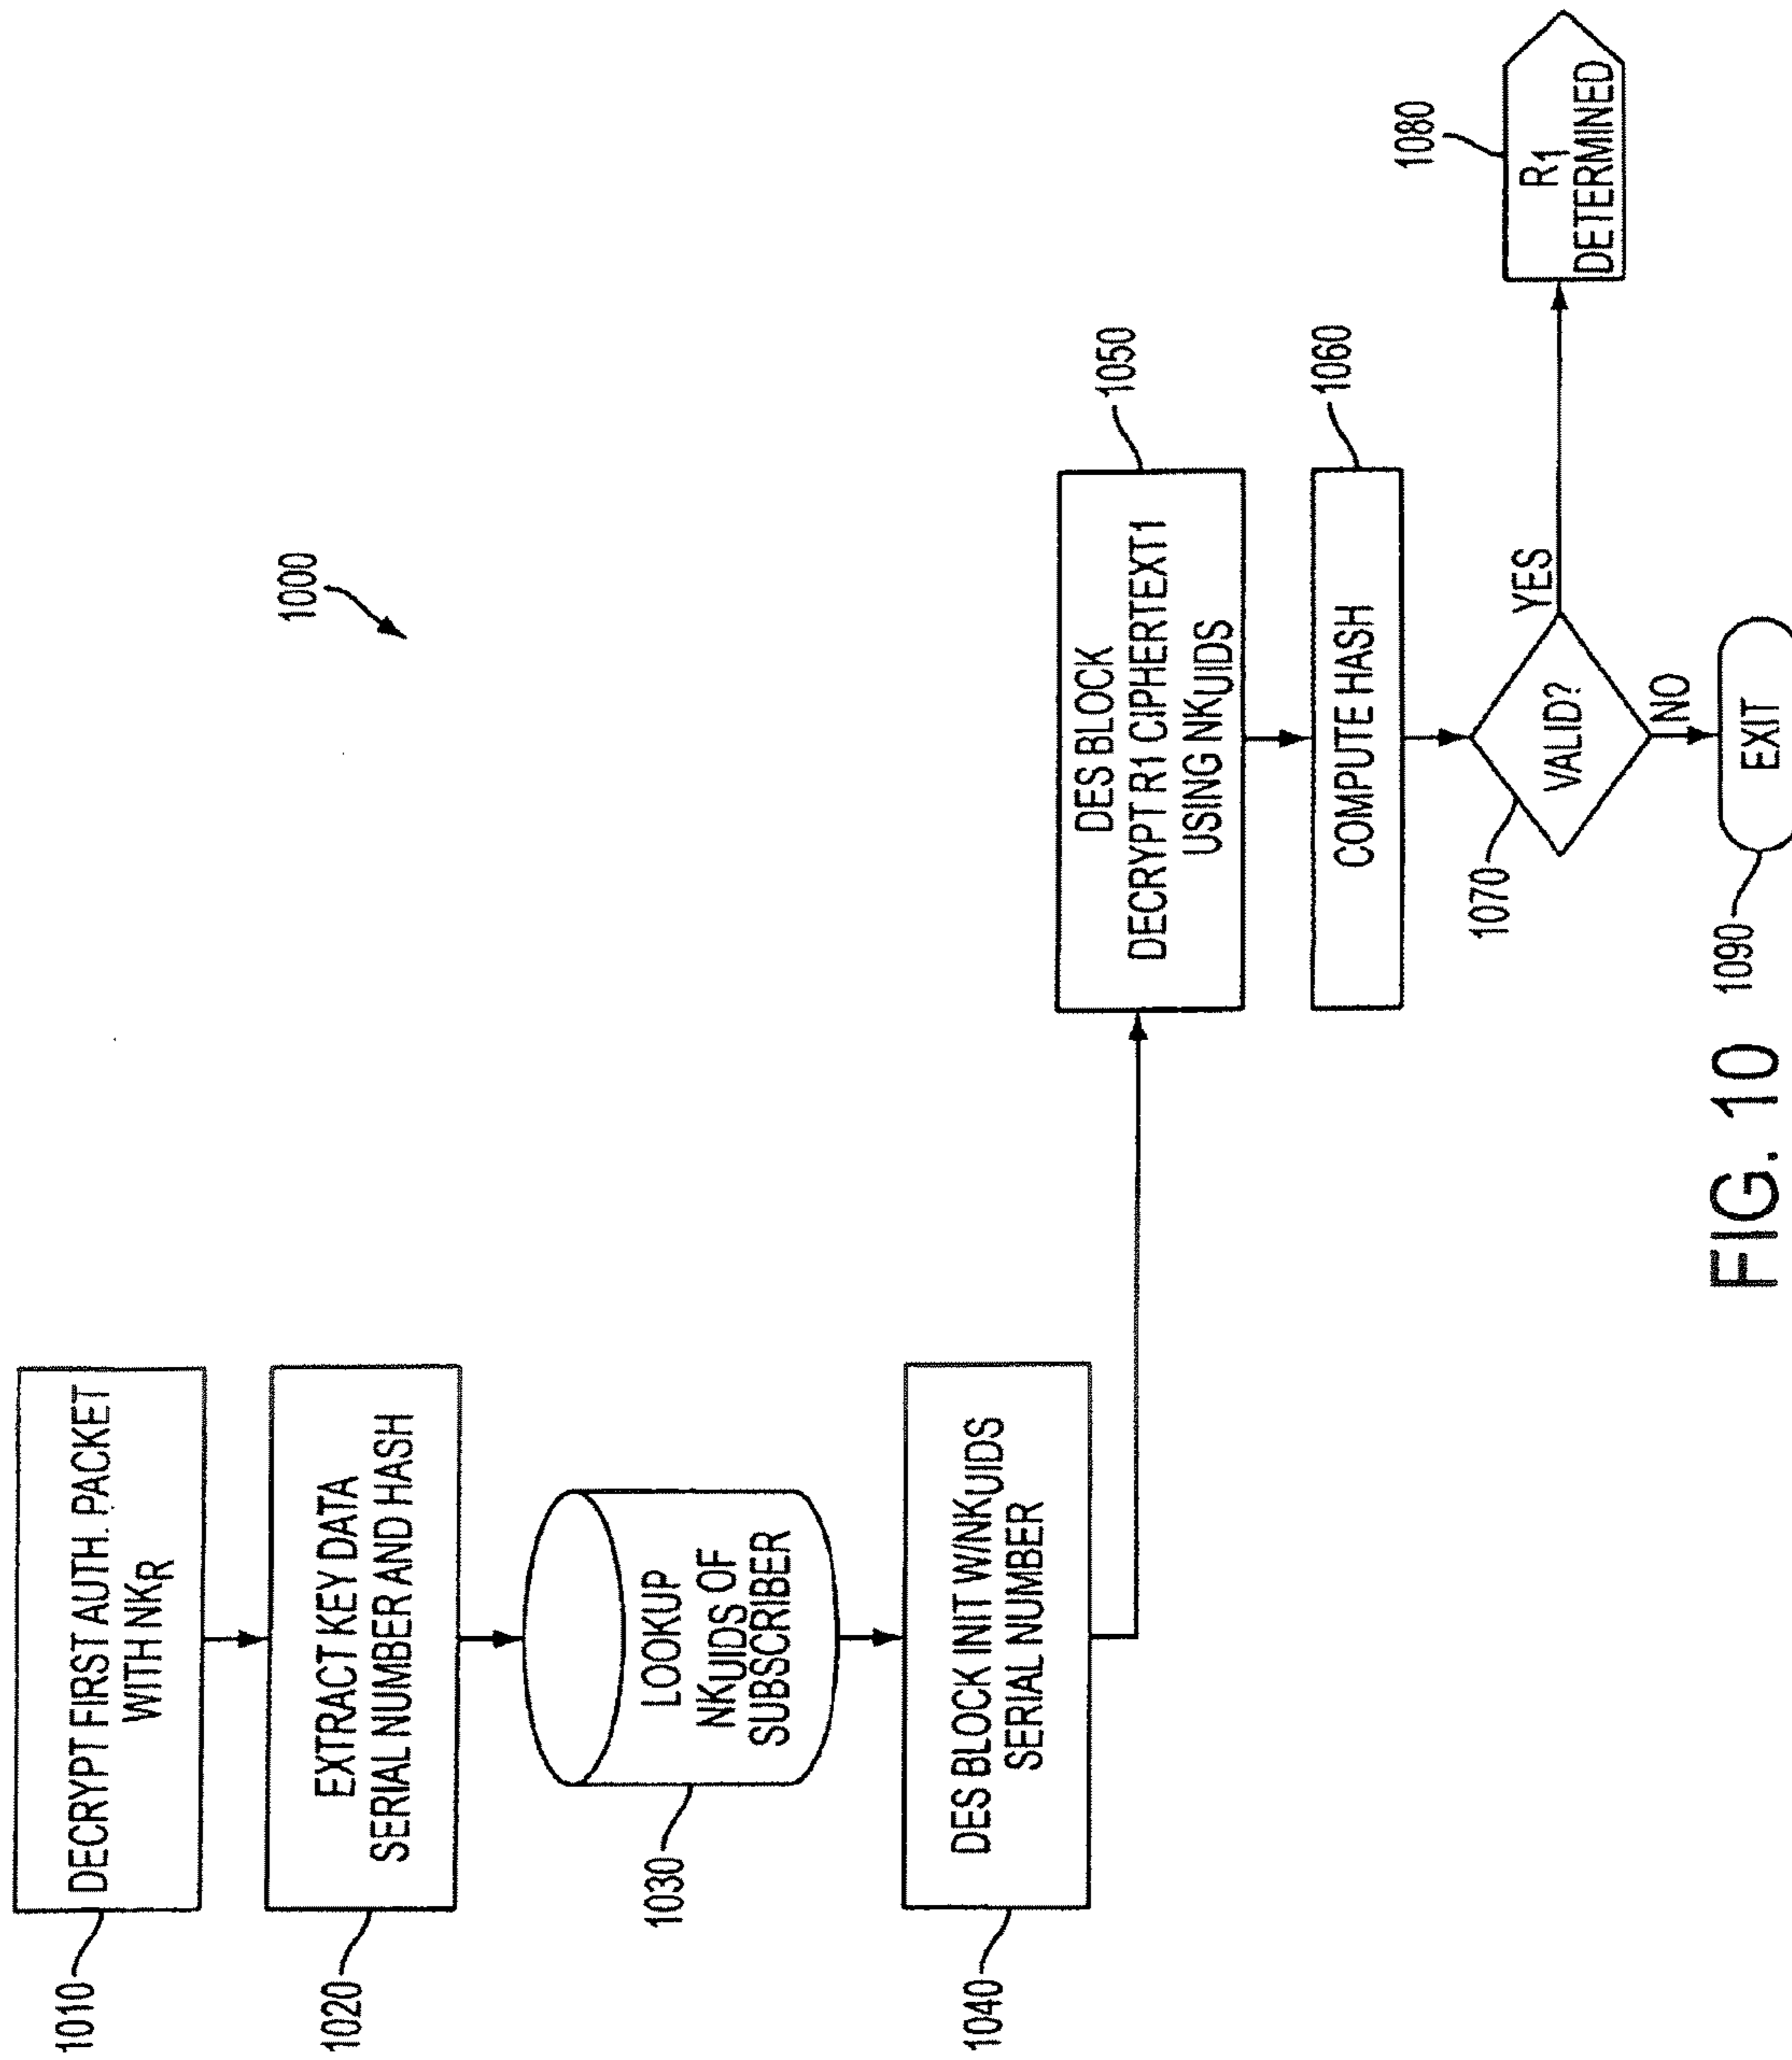 1000
1010
DECRYPT FIRST AUTH. PACKET
WITH NKR
1020
EXTRACT KEY DATA
SERIAL NUMBER AND HASH
1030
LOOKUP
NKUIDS OF
SUBSCRIBER
1040
DES BLOCK INIT W/NKUIDS
SERIAL NUMBER
1050
DES BLOCK
DECRYPT R1 CIPHERTEXT1
USING NKUIDS
1060
COMPUTE HASH
1070
VALID?
YES
1080
R1
DETERMINED
NO
1090
EXIT
FIG. 10